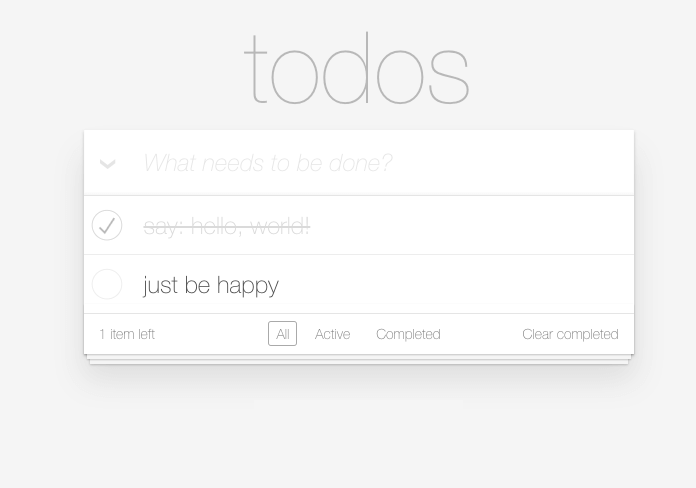 todos
What needs to be done?
say: hello, world!
just be happy
1 item left All Active Completed Clear completed